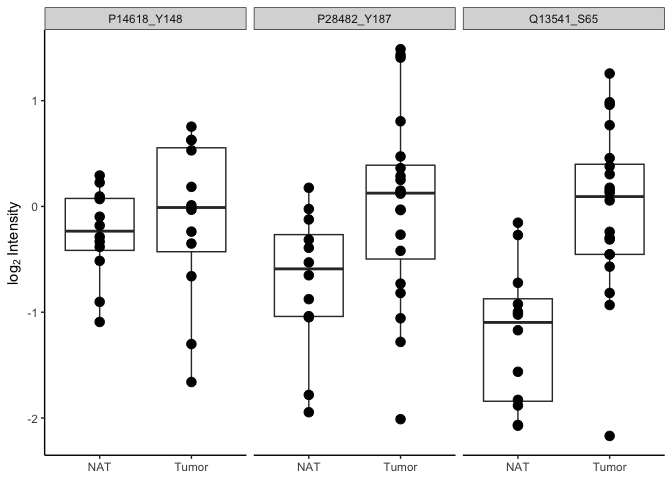 P14618_Y148 P28482_Y187 Q13541_S65
1
0
-1
-2
log₂ Intensity
NAT Tumor NAT Tumor NAT Tumor